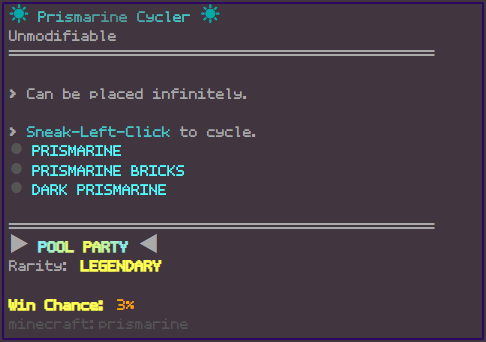 ☀ Prismarine Cycler ☀
Unmodifiable
› Can be placed infinitely.
› Sneak-Left-Click to cycle.
● PRISMARINE
● PRISMARINE BRICKS
● DARK PRISMARINE
▶ POOL PARTY ◀
Rarity: LEGENDARY
Win Chance: 3%
minecraft:prismarine